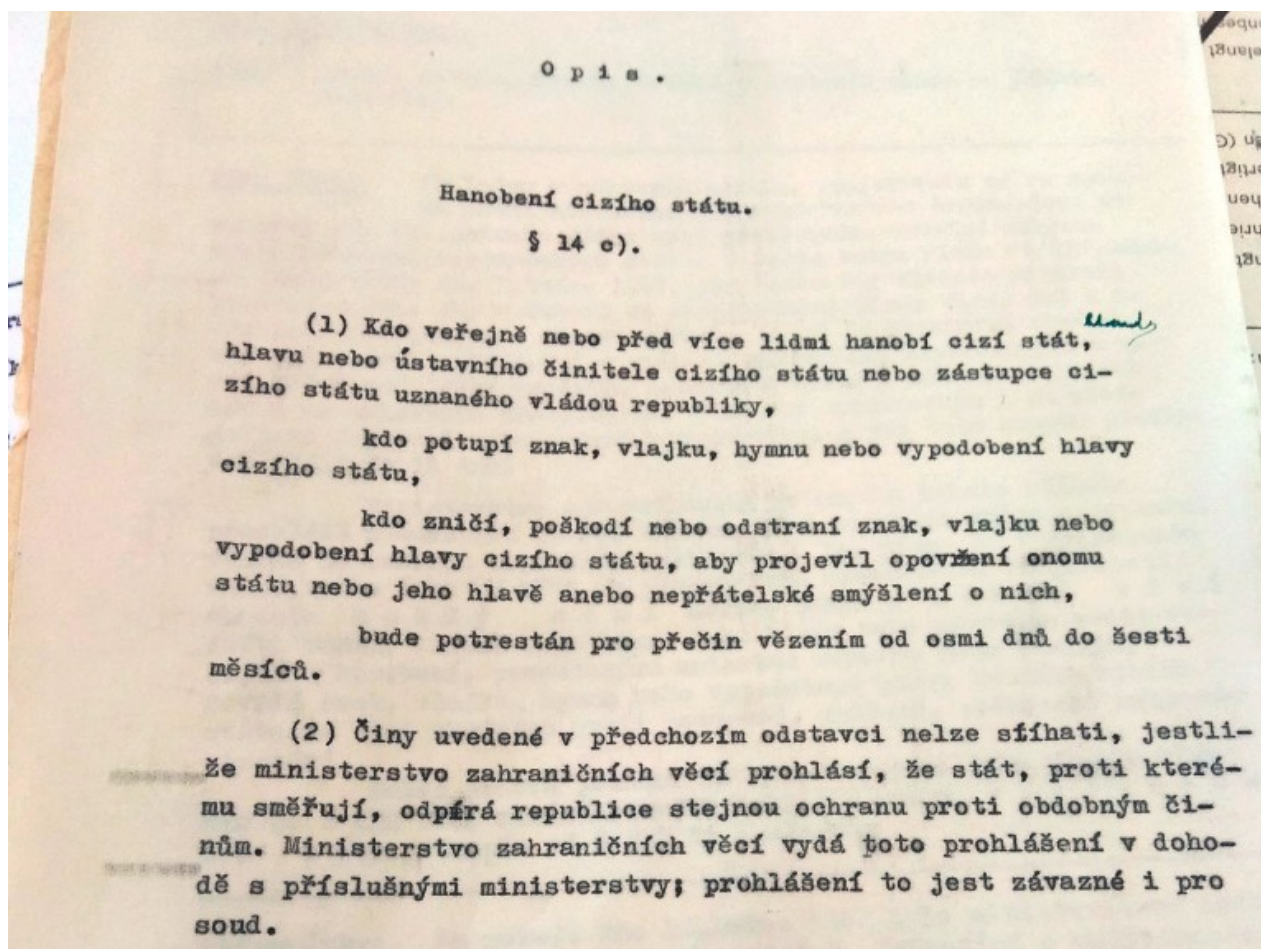 O p i s .
Hanobení cizího státu.
§ 14 c).
(1) Kdo veřejně nebo před více lidmi hanobí cizí stát,
hlavu nebo ústavního činitele cizího státu nebo zástupce ci-
zího státu uznaného vládou republiky,
kdo potupí znak, vlajku, hymnu nebo vypodobení hlavy
cizího státu,
kdo zničí, poškodí nebo odstraní znak, vlajku nebo
vypodobení hlavy cizího státu, aby projevil opovržení onomu
státu nebo jeho hlavě anebo nepřátelské smýšlení o nich,
bude potrestán pro přečin vězením od osmi dnů do šesti
měsíců.
(2) Činy uvedené v předchozím odstavci nelze stíhati, jestli-
že ministerstvo zahraničních věcí prohlásí, že stát, proti které-
mu směřují, odpírá republice stejnou ochranu proti obdobným či-
nům. Ministerstvo zahraničních věcí vydá toto prohlášení v doho-
dě s příslušnými ministerstvy; prohlášení to jest závazné i pro
soud.